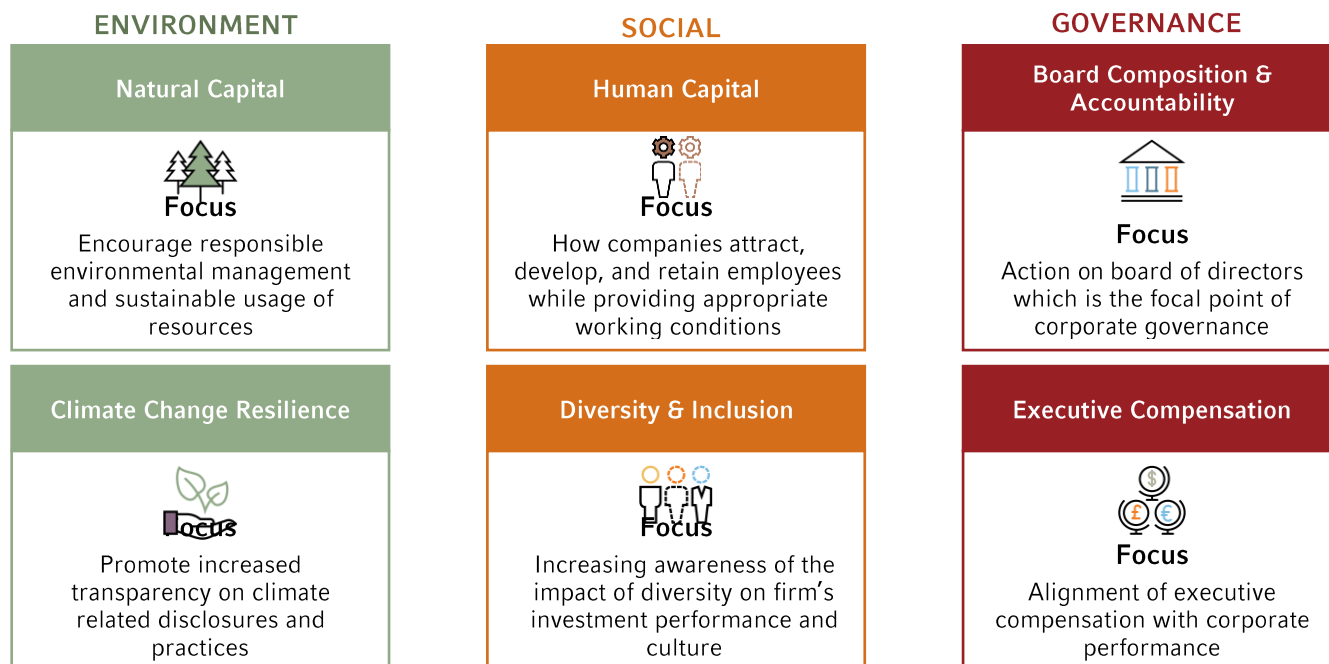 ENVIRONMENT
Natural Capital
Focus
Encourage responsible
environmental management
and sustainable usage of
resources
Climate Change Resilience
Focus
Promote increased
transparency on climate
related disclosures and
practices
SOCIAL
Human Capital
Focus
How companies attract,
develop, and retain employees
while providing appropriate
working conditions
Diversity & Inclusion
Focus
Increasing awareness of the
impact of diversity on firm’s
investment performance and
culture
GOVERNANCE
Board Composition &
Accountability
Focus
Action on board of directors
which is the focal point of
corporate governance
Executive Compensation
$
£
€
Focus
Alignment of executive
compensation with corporate
performance